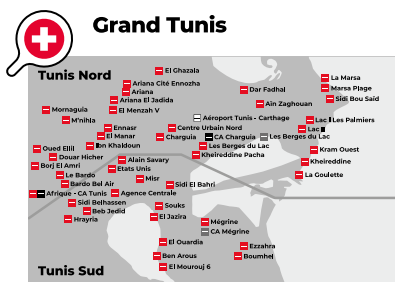 Grand Tunis
Tunis Nord
El Ghazala
La Marsa
Ariana Cité Ennozha
Dar Fadhal
Marsa Plage
Ariana
Ariana El Jadida
Aïn Zaghouan
Sidi Bou Saïd
Mornaguia
El Menzah V
M'nihla
Aéroport Tunis - Carthage
Lac II Les Palmiers
Ennasr
Centre Urbain Nord
Lac II
El Manar
Charguia
CA Charguia
Les Berges du Lac
Ibn Khaldoun
Les Berges du Lac
Oued Ellil
Kram Ouest
Douar Hicher
Kheireddine Pacha
Alain Savary
Kheireddine
Borj El Amri
Etats Unis
Le Bardo
La Goulette
Misr
Bardo Bel Air
Sidi El Bahri
Afrique - CA Tunis
Agence Centrale
Sidi Belhassen
Souks
Beb Jedid
Hrayria
El Jazira
Mégrine
CA Mégrine
El Ouardia
Ezzahra
Ben Arous
Boumhel
El Mourouj 6
Tunis Sud